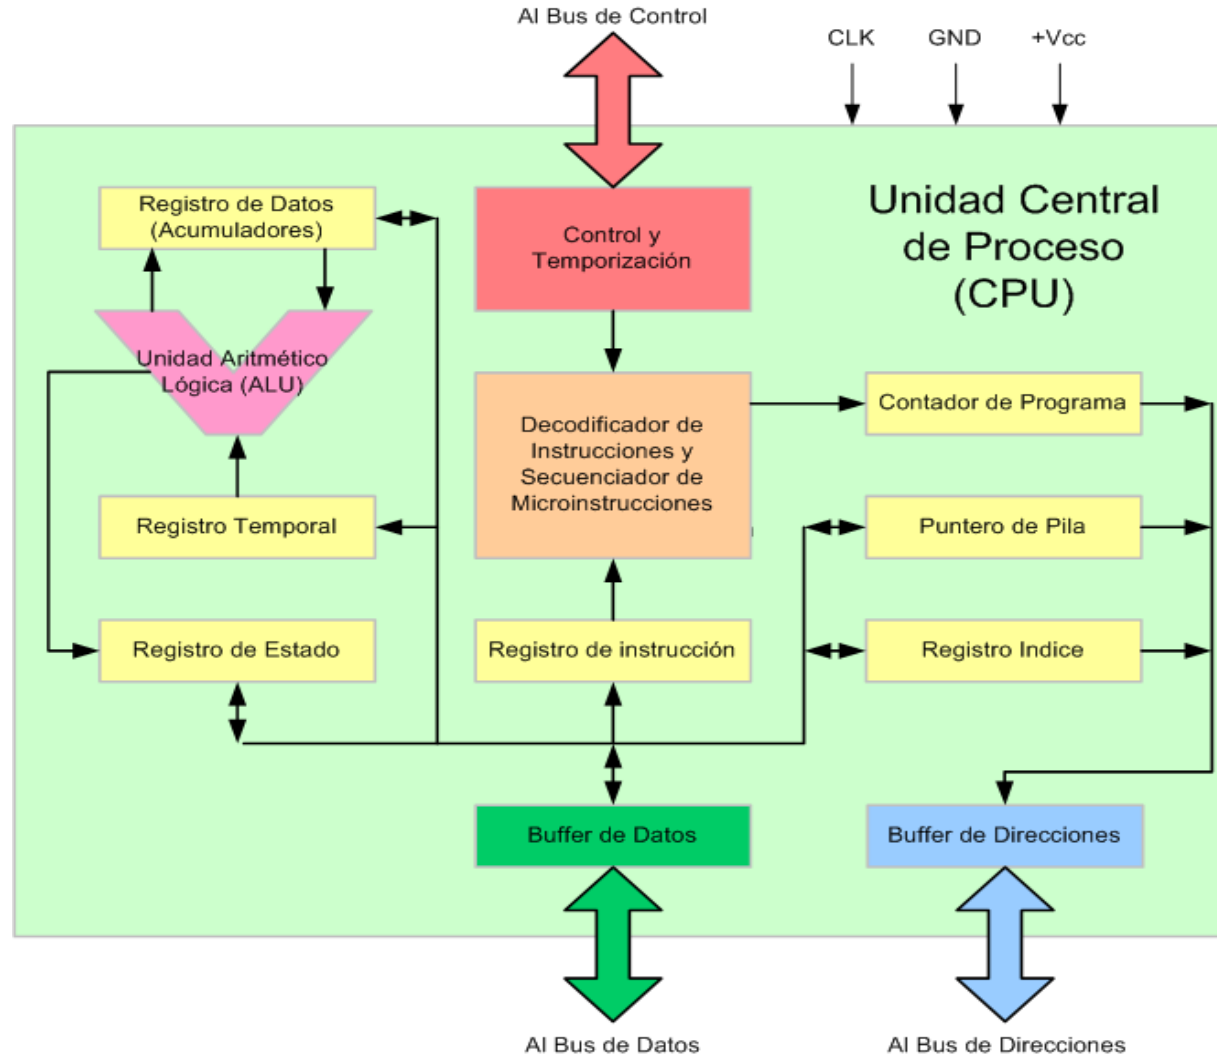 Al Bus de Control
CLK
GND
+Vcc
Unidad Central
de Proceso
(CPU)
Registro de Datos
(Acumuladores)
Control y
Temporización
Unidad Aritmético
Lógica (ALU)
Decodificador de
Instrucciones y
Secuenciador de
Microinstrucciones
Contador de Programa
Registro Temporal
Puntero de Pila
Registro de Estado
Registro de instrucción
Registro Indice
Buffer de Datos
Buffer de Direcciones
Al Bus de Datos
Al Bus de Direcciones